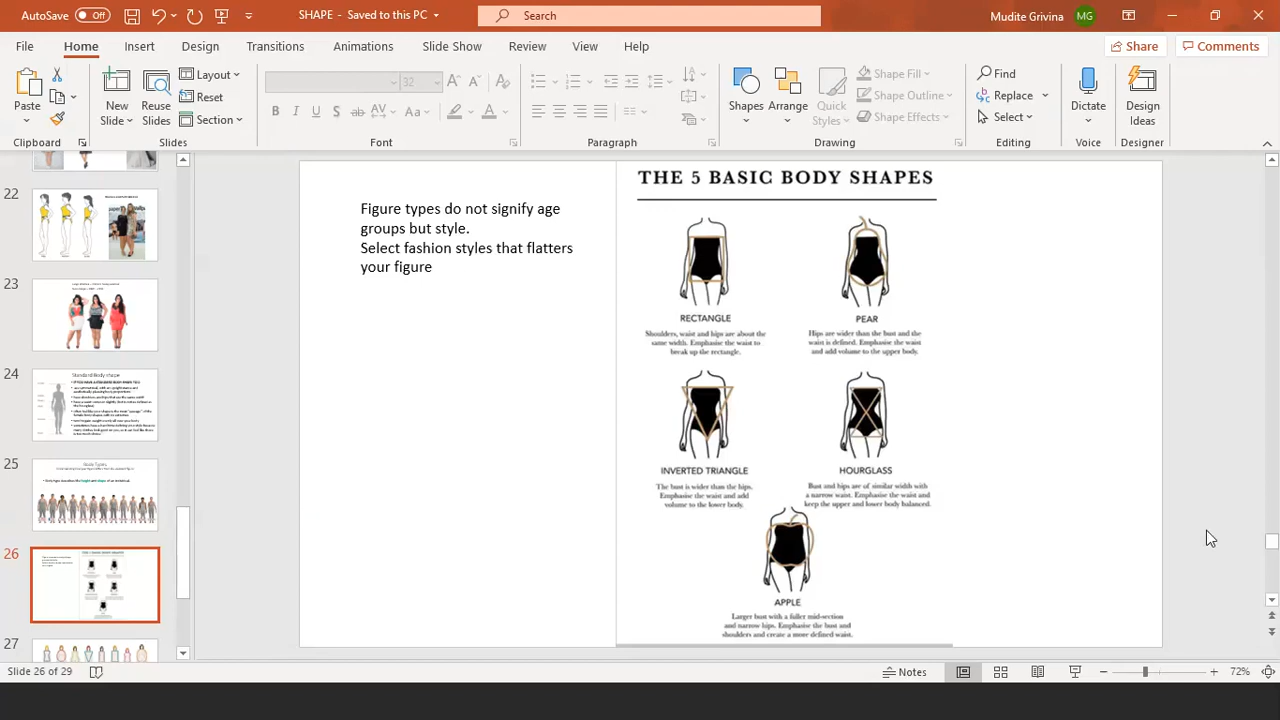 AutoSave Off
SHAPE - Saved to this PC
Search
Mudite Grivina MG
File Home Insert Design Transitions Animations Slide Show Review View Help Share Comments
Paste New Slide Reuse Slides Layout Reset Section
32
Shapes Arrange Quick Styles Shape Fill Shape Outline Shape Effects
Find Replace Select
Dictate Design Ideas
Clipboard Slides Font Paragraph Drawing Editing Voice Designer
22
23
24
Standard Body shape
25
Body Types
26
27
THE 5 BASIC BODY SHAPES
Figure types do not signify age
groups but style.
Select fashion styles that flatters
your figure
RECTANGLE
Shoulders, waist and hips are about the
same width. Emphasise the waist to
break up the rectangle.
PEAR
Hips are wider than the bust and the
waist is defined. Emphasise the waist
and add volume to the upper body.
INVERTED TRIANGLE
The bust is wider than the hips.
Emphasise the waist and add
volume to the lower body.
HOURGLASS
Bust and hips are of similar width with
a narrow waist. Emphasise the waist and
keep the upper and lower body balanced.
APPLE
Larger bust with a fuller mid-section
and narrow hips. Emphasise the bust and
shoulders and create a more defined waist.
Slide 26 of 29
Notes
72%